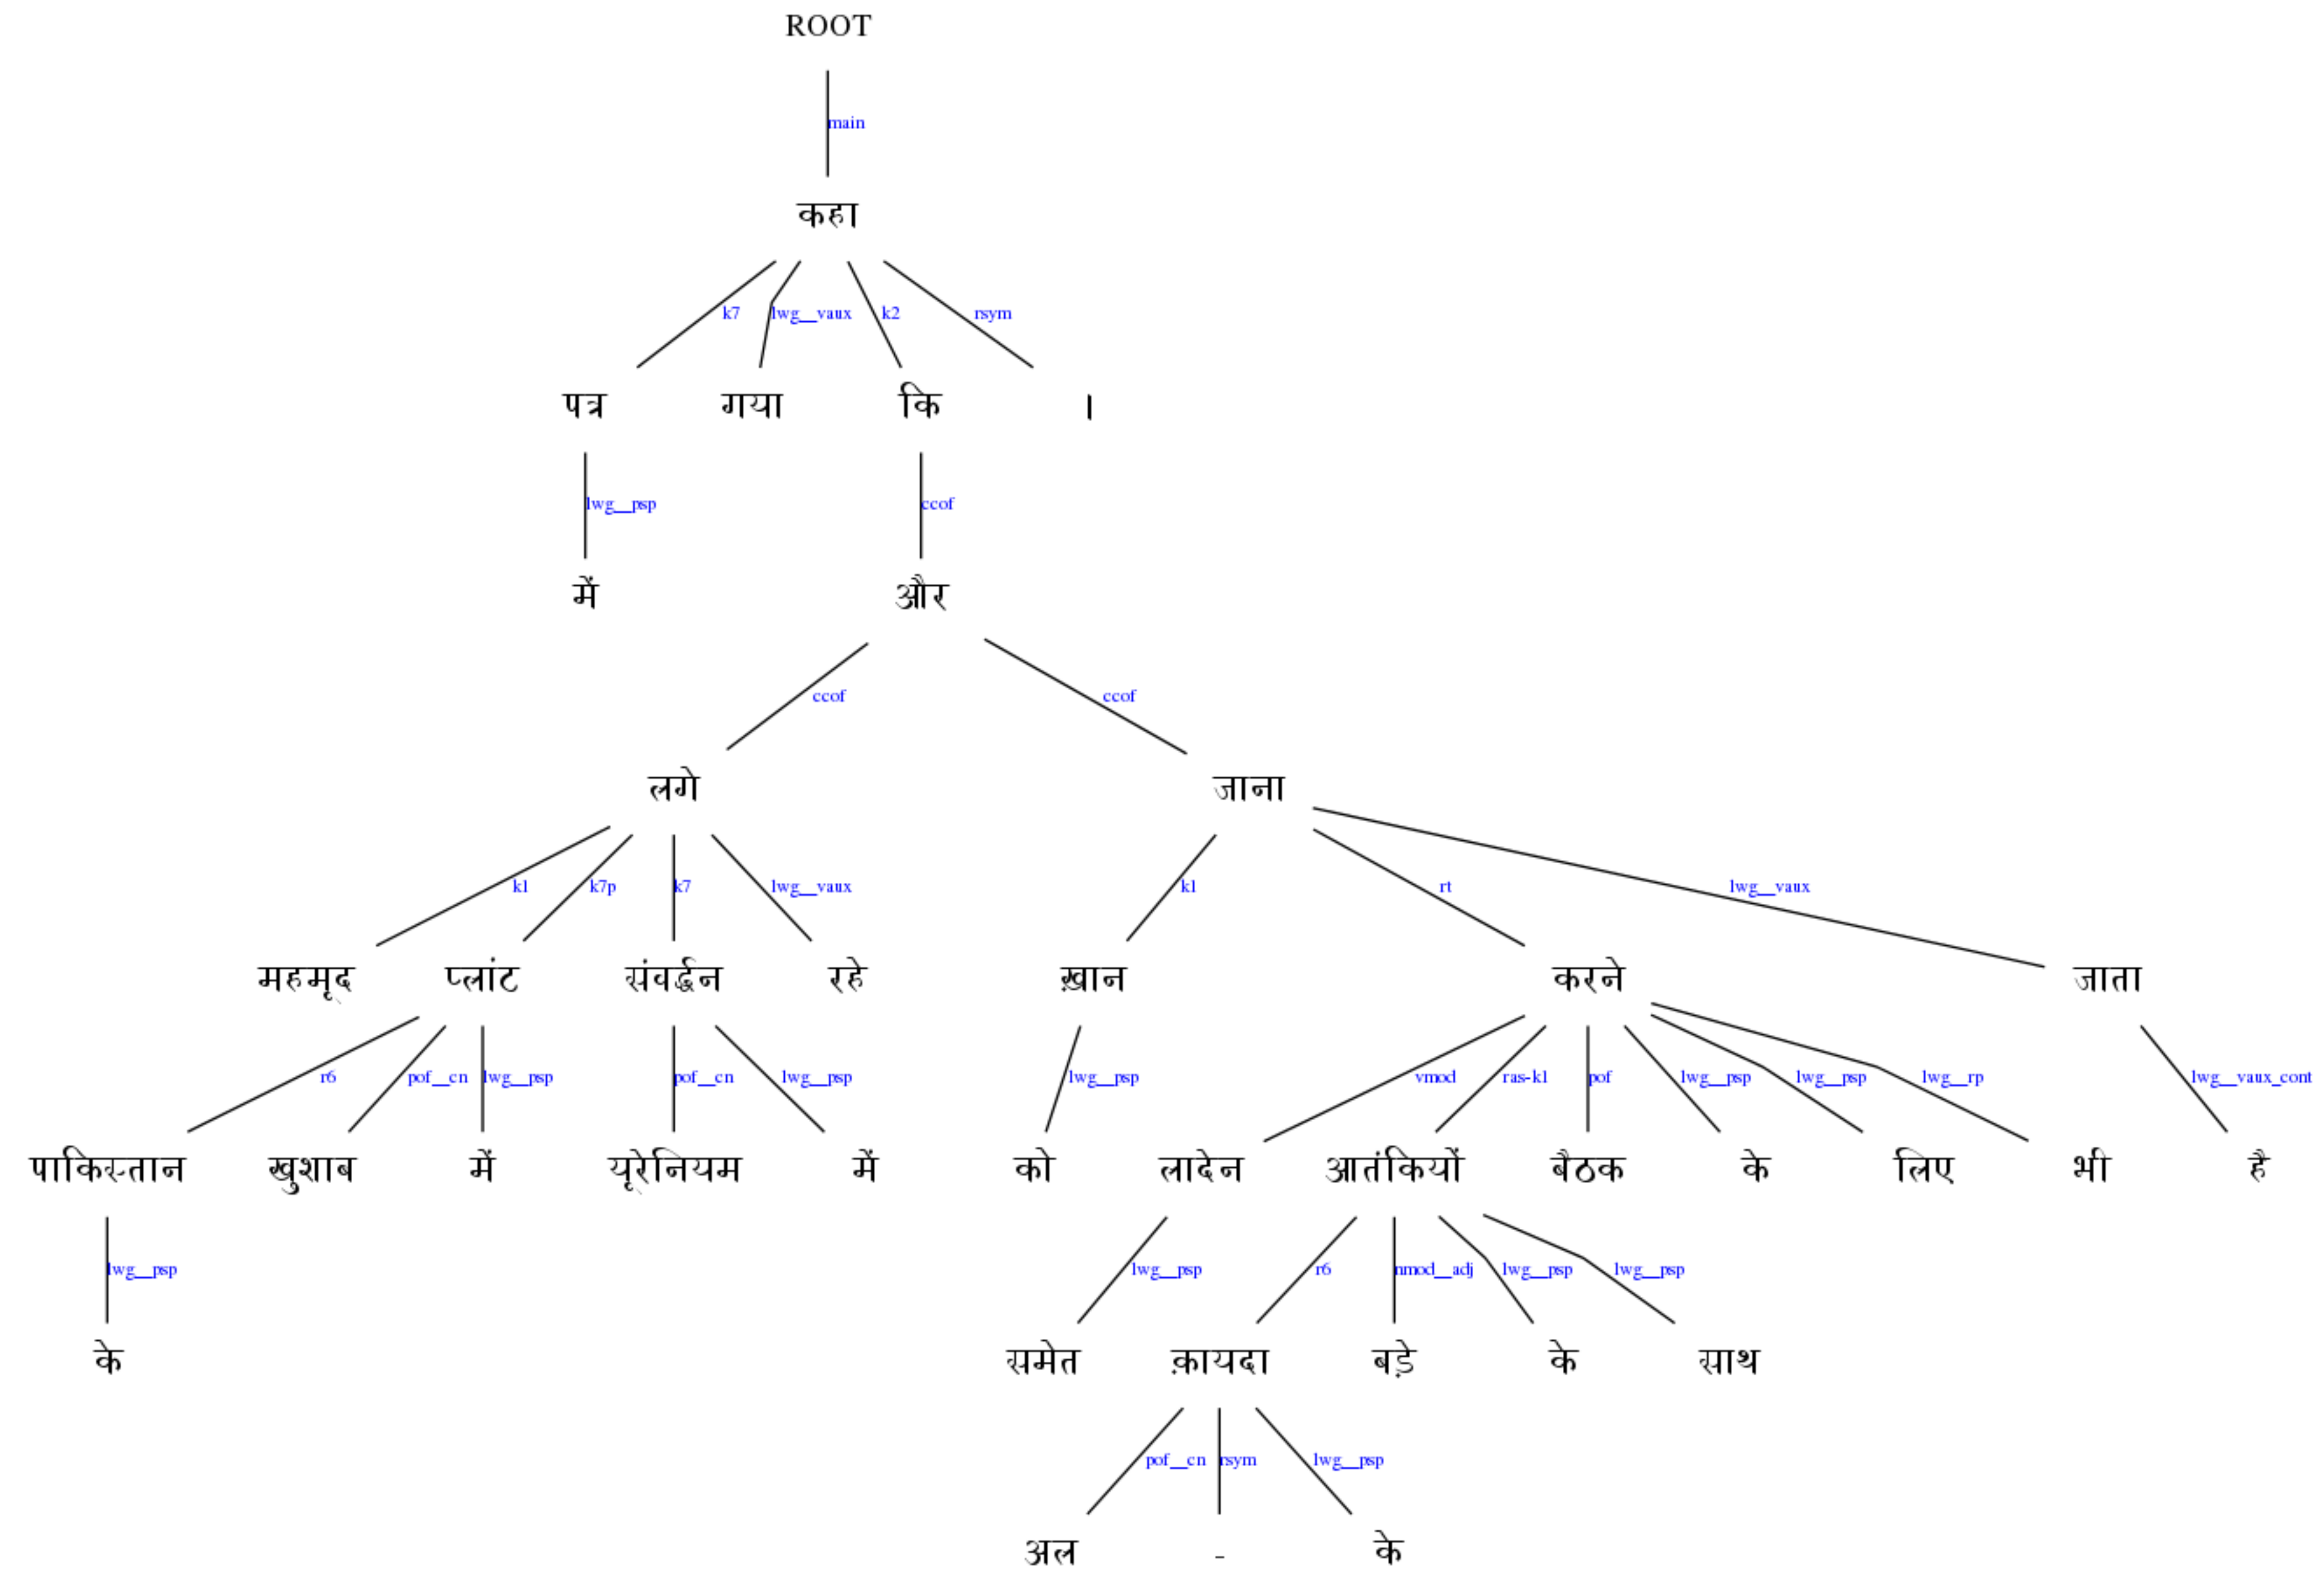 ROOT
main
कहा
k7 lwg__vaux k2 rsym
पत्र गया कि ।
lwg__psp ccof
में और
ccof ccof
लगे जाना
k1 k7p k7 lwg__vaux k1 rt lwg__vaux
महमूद प्लांट संवर्द्धन रहे ख़ान करने जाता
r6 pof__cn lwg__psp pof__cn lwg__psp lwg__psp vmod ras-k1 pof lwg__psp lwg__psp lwg__rp lwg__vaux_cont
पाकिस्तान खुशाब में यूरेनियम में को लादेन आतंकियों बैठक के लिए भी है
lwg__psp lwg__psp r6 nmod__adj lwg__psp lwg__psp
के समेत क़ायदा बड़े के साथ
pof__cn rsym lwg__psp
अल - के